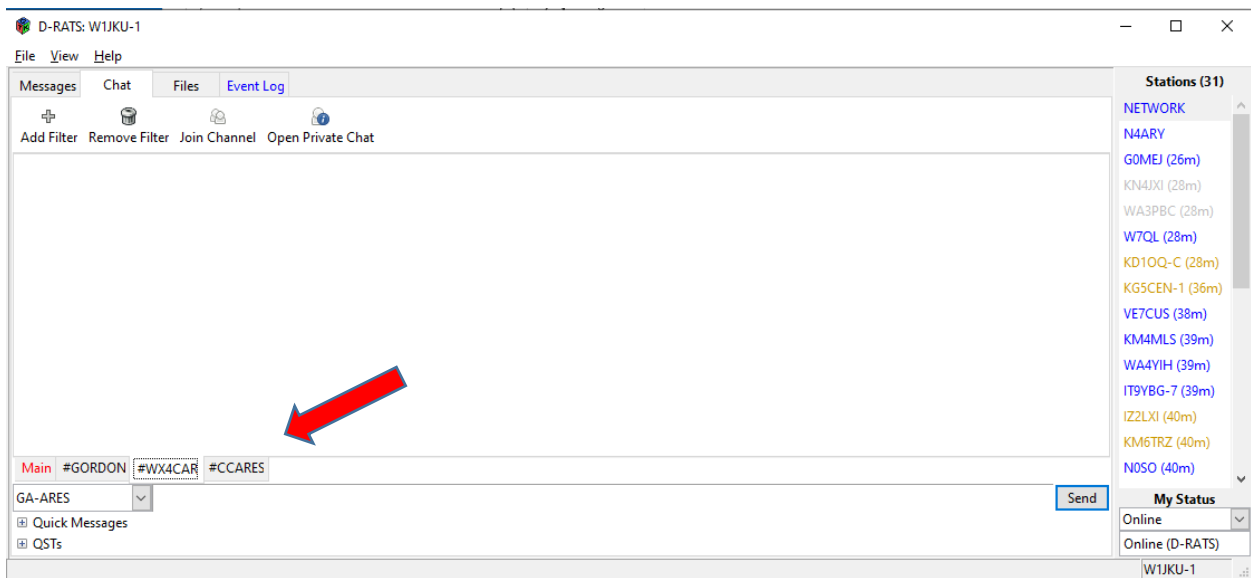 D-RATS: W1JKU-1
File View Help
Messages Chat Files Event Log
Add Filter Remove Filter Join Channel Open Private Chat
Main #GORDON #WX4CAR #CCARES
GA-ARES Send
Quick Messages
QSTs
Stations (31)
NETWORK
N4ARY
G0MEJ (26m)
KN4JXI (28m)
WA3PBC (28m)
W7QL (28m)
KD1OQ-C (28m)
KG5CEN-1 (36m)
VE7CUS (38m)
KM4MLS (39m)
WA4YIH (39m)
IT9YBG-7 (39m)
IZ2LXI (40m)
KM6TRZ (40m)
N0SO (40m)
My Status
Online
Online (D-RATS)
W1JKU-1